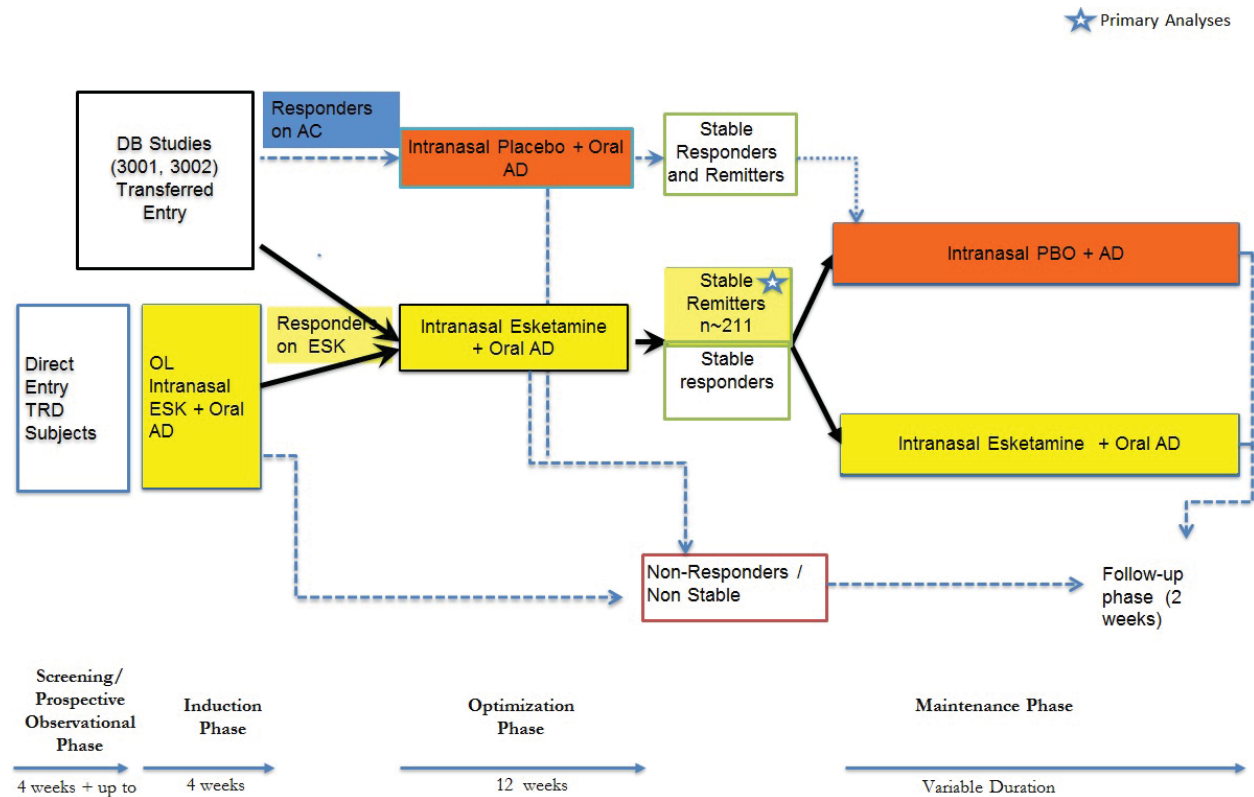 Primary Analyses
DB Studies
(3001, 3002)
Transferred
Entry
Responders
on AC
Intranasal Placebo + Oral
AD
Stable
Responders
and Remitters
Intranasal PBO + AD
Direct
Entry
TRD
Subjects
OL
Intranasal
ESK + Oral
AD
Responders
on ESK
Intranasal Esketamine
+ Oral AD
Stable
Remitters
n~211
Stable
responders
Intranasal Esketamine + Oral AD
Non-Responders /
Non Stable
Follow-up
phase (2
weeks)
Screening/
Prospective
Observational
Phase
4 weeks + up to
Induction
Phase
4 weeks
Optimization
Phase
12 weeks
Maintenance Phase
Variable Duration